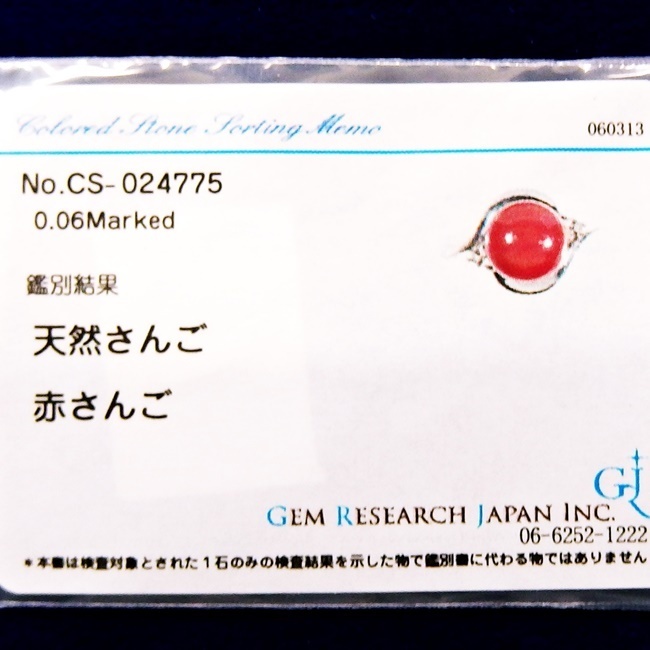 Colored Stone Sorting Memo
060313
No.CS-024775
0.06Marked
鑑別結果
天然さんご
赤さんご
GJ
GEM RESEARCH JAPAN INC.
06-6252-1222
*本書は検査対象とされた1石のみの検査結果を示した物で鑑別書に代わる物ではありません